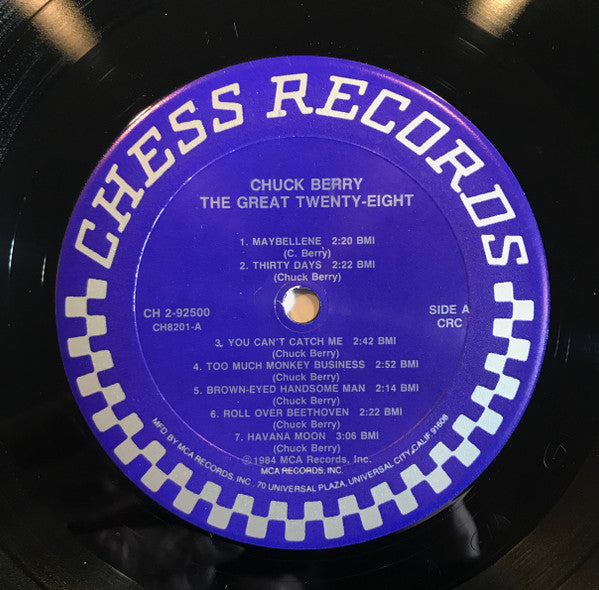 CHESS RECORDS
CHUCK BERRY
THE GREAT TWENTY-EIGHT
1. MAYBELLENE 2:20 BMI
(C. Berry)
2. THIRTY DAYS 2:22 BMI
(Chuck Berry)
CH 2-92500
CH8201-A
SIDE A
CRC
3. YOU CAN'T CATCH ME 2:42 BMI
(Chuck Berry)
4. TOO MUCH MONKEY BUSINESS 2:52 BMI
(Chuck Berry)
5. BROWN-EYED HANDSOME MAN 2:14 BMI
(Chuck Berry)
6. ROLL OVER BEETHOVEN 2:22 BMI
(Chuck Berry)
7. HAVANA MOON 3:06 BMI
(Chuck Berry)
©1984 MCA Records, Inc.
MCA RECORDS, INC.
MFD BY MCA RECORDS, INC., 70 UNIVERSAL PLAZA, UNIVERSAL CITY, CALIF. 91608